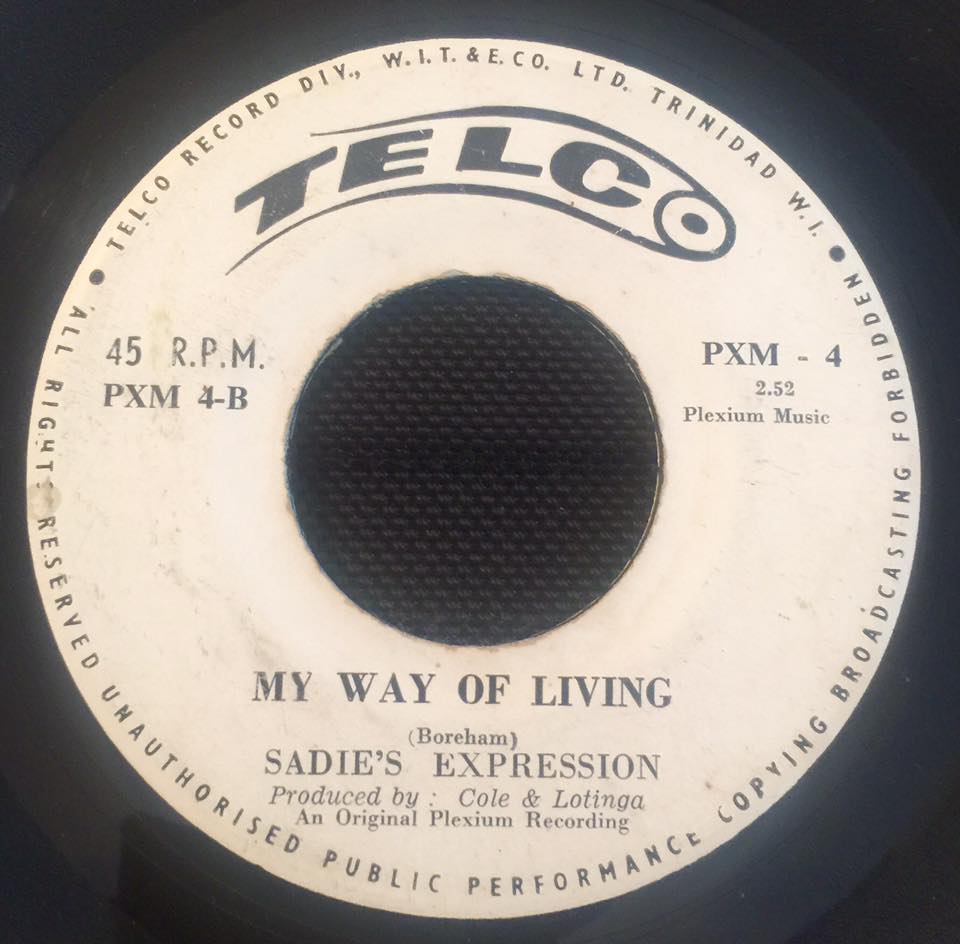 TELCO RECORD DIV., W.I.T. & E. CO. LTD. TRINIDAD W.I.
TELCO
45 R.P.M.
PXM 4-B
PXM - 4
2.52
Plexium Music
MY WAY OF LIVING
(Boreham)
SADIE'S EXPRESSION
Produced by : Cole & Lotinga
An Original Plexium Recording
ALL RIGHTS RESERVED UNAUTHORISED PUBLIC PERFORMANCE COPYING BROADCASTING FORBIDDEN